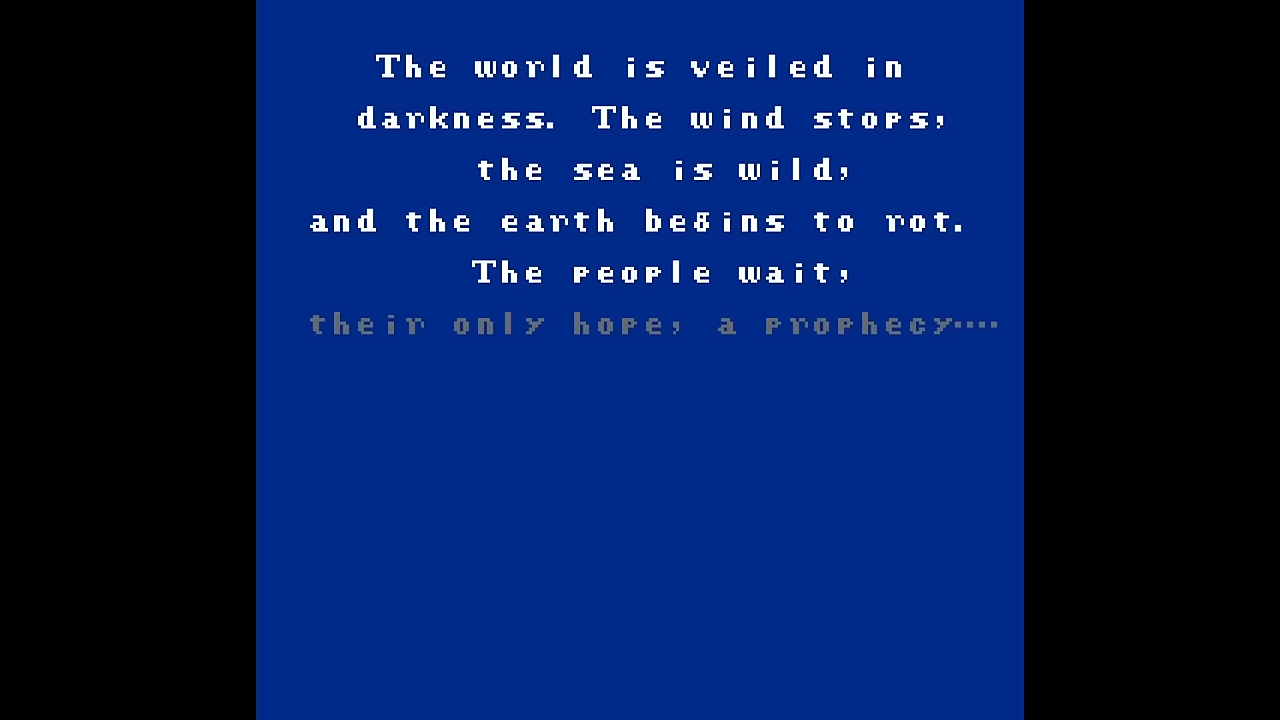 The world is veiled in
darkness. The wind stops,
the sea is wild,
and the earth begins to rot.
The people wait,
their only hope, a prophecy....